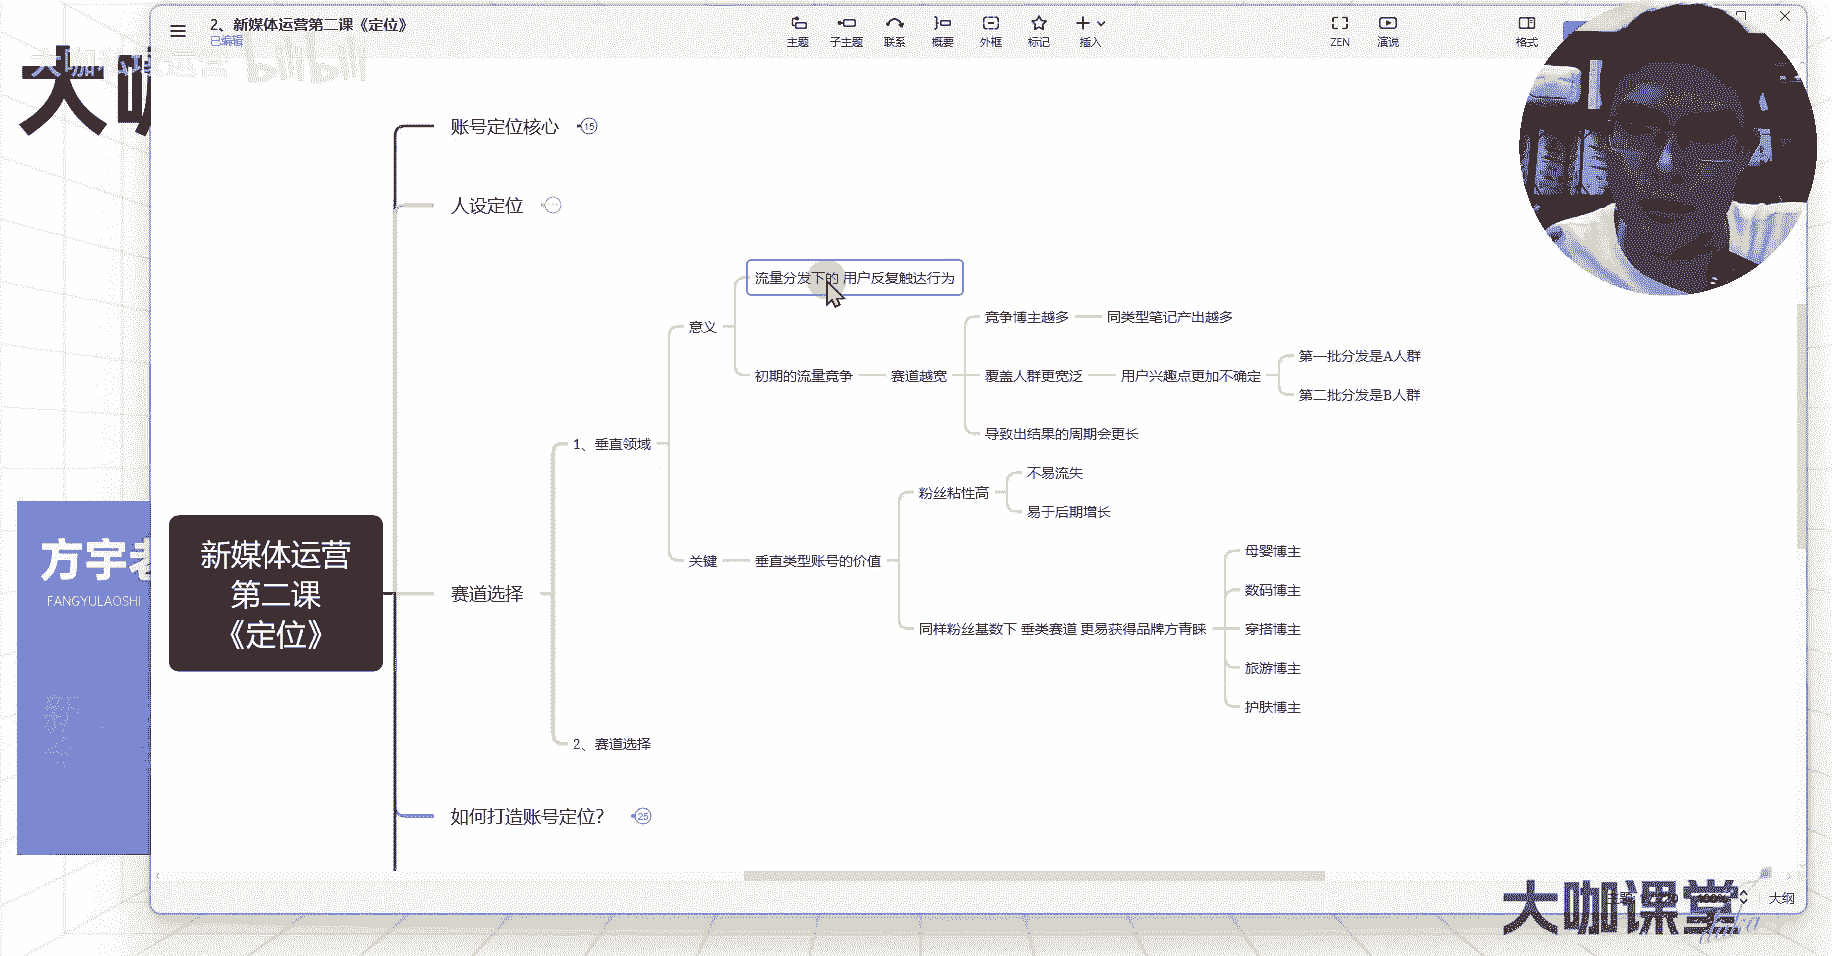 2、新媒体运营第二课《定位》
已编辑
主题
子主题
联系
概要
外框
标记
插入
ZEN
演说
格式
大咖
bilibili
账号定位核心
15
人设定位
流量分发下的 用户反复触达行为
意义
竞争博主越多
同类型笔记产出越多
初期的流量竞争
赛道越宽
覆盖人群更宽泛
用户兴趣点更加不确定
第一批分发是A人群
第二批分发是B人群
导致出结果的周期会更长
1、垂直领域
粉丝粘性高
不易流失
易于后期增长
关键
垂直类型账号的价值
同样粉丝基数下 垂类赛道 更易获得品牌方青睐
母婴博主
数码博主
穿搭博主
旅游博主
护肤博主
新媒体运营
第二课
《定位》
赛道选择
2、赛道选择
如何打造账号定位？
25
方宇老
FANGYULAOSHI
大咖课堂
大纲